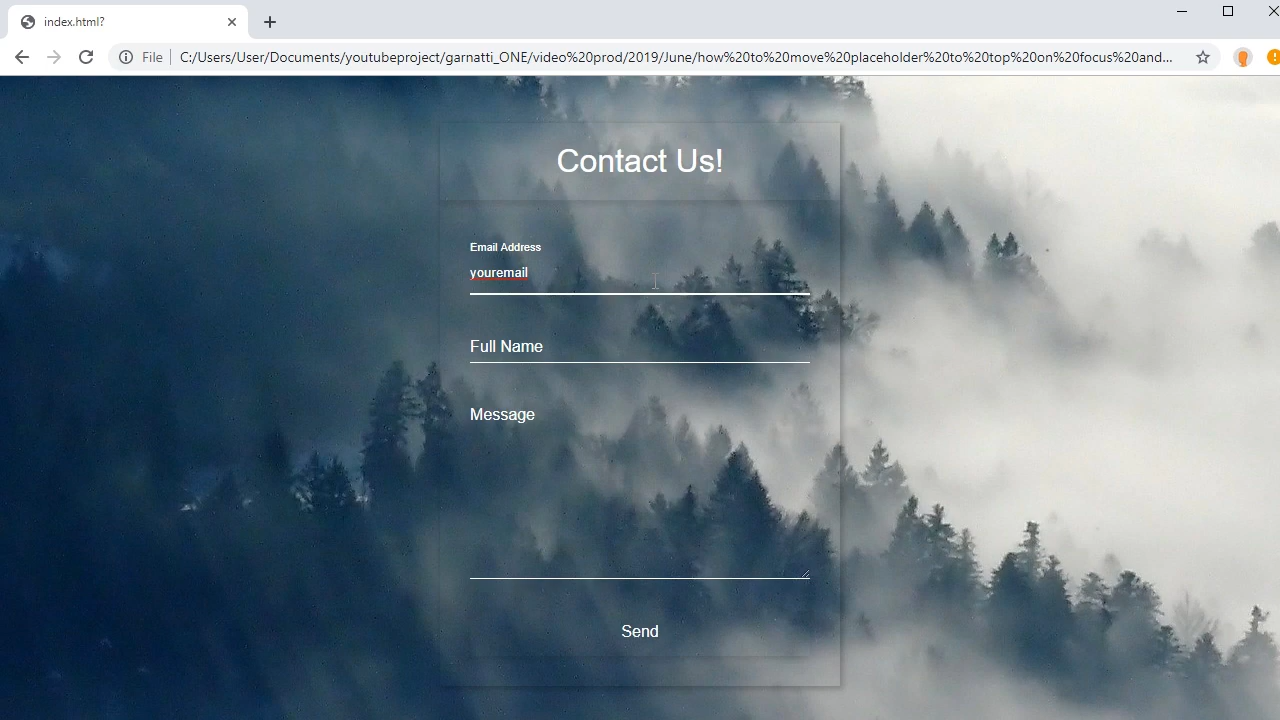 index.html?
File
C:/Users/User/Documents/youtubeproject/garnatti_ONE/video%20prod/2019/June/how%20to%20move%20placeholder%20to%20top%20on%20focus%20and...
Contact Us!
Email Address
youremail
Full Name
Message
Send